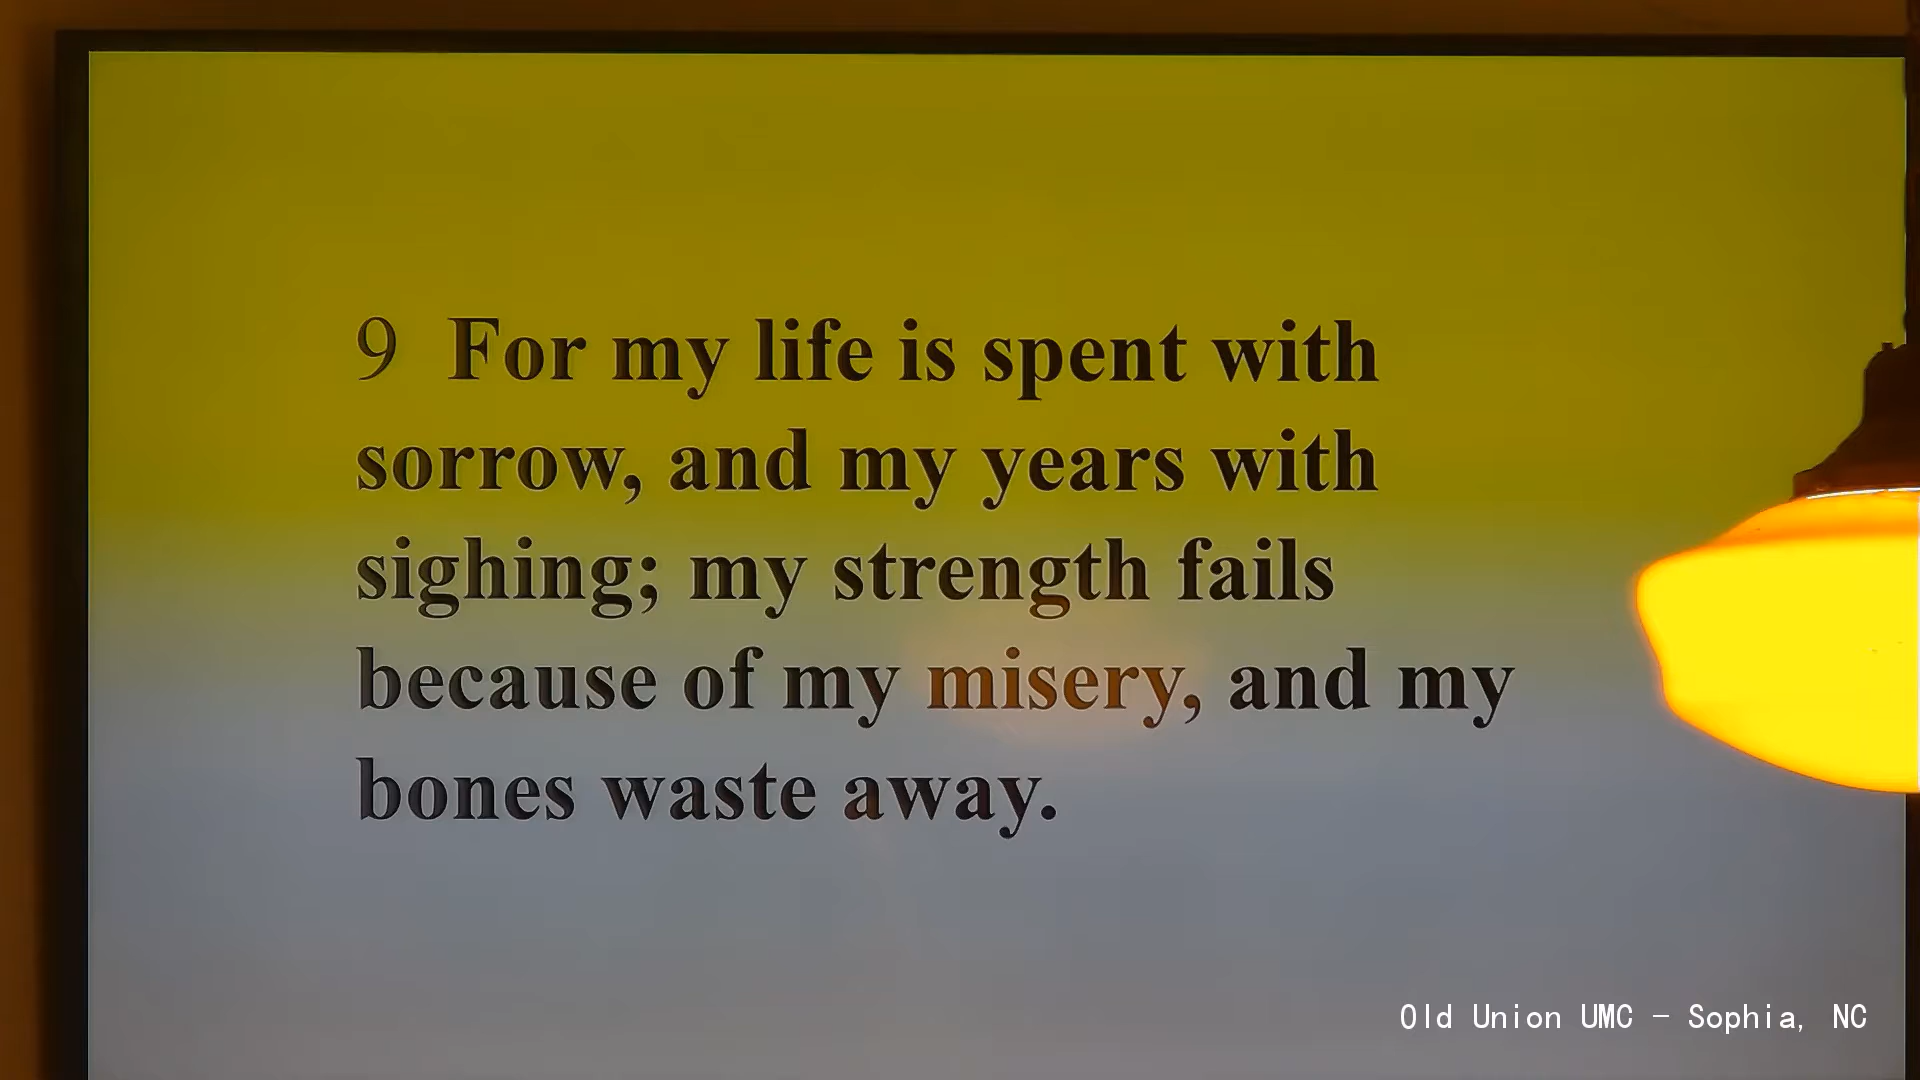 9 For my life is spent with
sorrow, and my years with
sighing; my strength fails
because of my misery, and my
bones waste away.
Old Union UMC - Sophia, NC